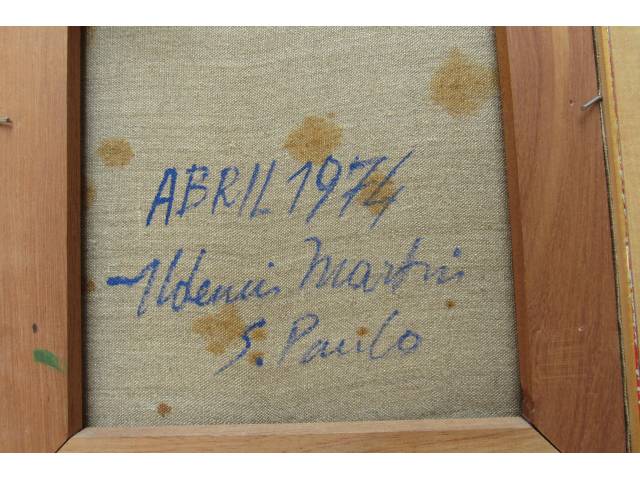 ABRIL 1974
Aldemir Martins
S. Paulo